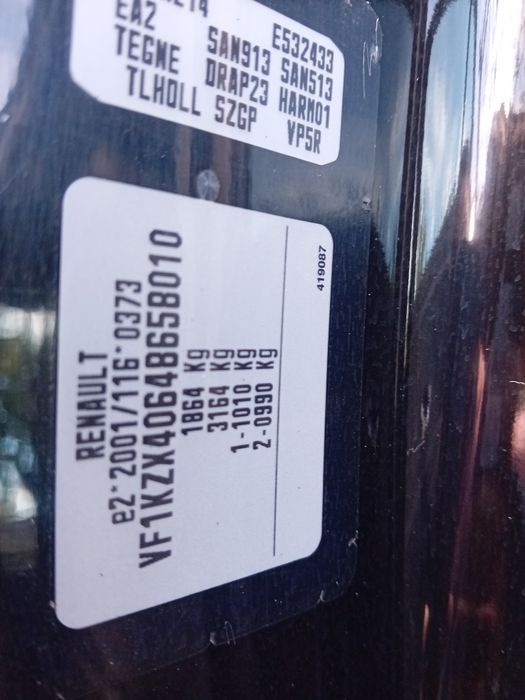 EA2 E532433
TEGNE SAN913 SAN513
TLHOLL DRAP23 HARM01
SZGP VP5R
RENAULT
e2*2001/116*0373
VF1KZX40648658010
1864 Kg
3164 Kg
1-1010 Kg
2-0990 Kg
419087